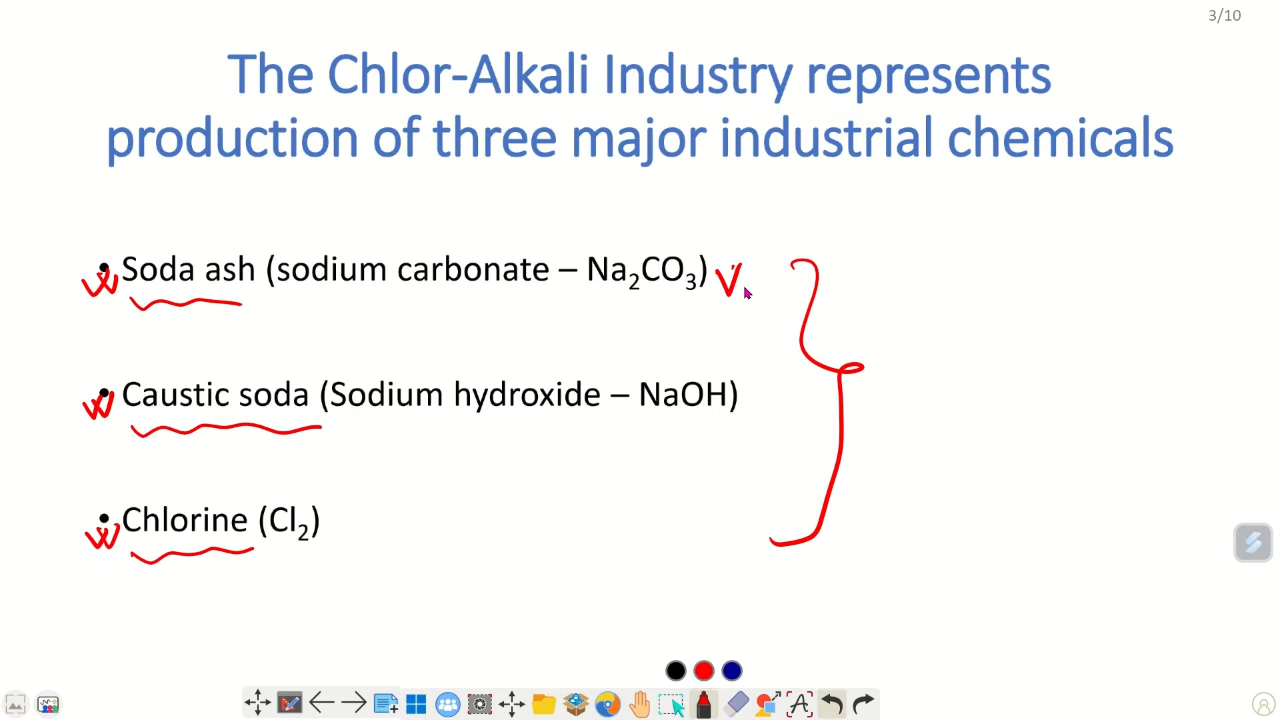 3/10
The Chlor-Alkali Industry represents
production of three major industrial chemicals
• Soda ash (sodium carbonate – Na₂CO₃)
• Caustic soda (Sodium hydroxide – NaOH)
• Chlorine (Cl₂)